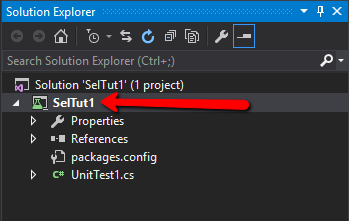 Solution Explorer
Search Solution Explorer (Ctrl+;)
Solution 'SelTut1' (1 project)
SelTut1
Properties
References
packages.config
C# UnitTest1.cs